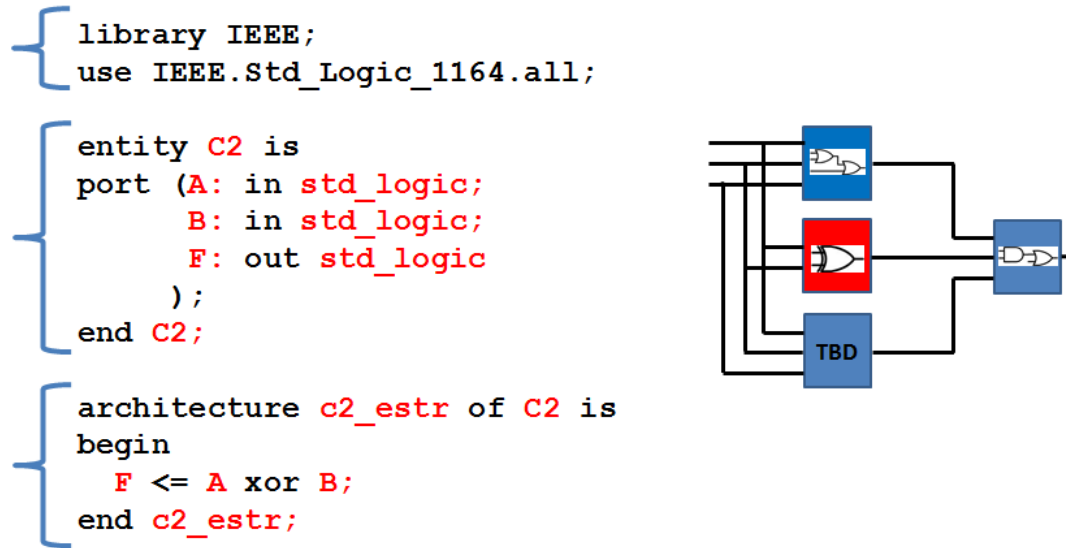 library IEEE;
use IEEE.Std_Logic_1164.all;
entity C2 is
port (A: in std_logic;
B: in std_logic;
F: out std_logic
);
end C2;
architecture c2_estr of C2 is
begin
F <= A xor B;
end c2_estr;
TBD